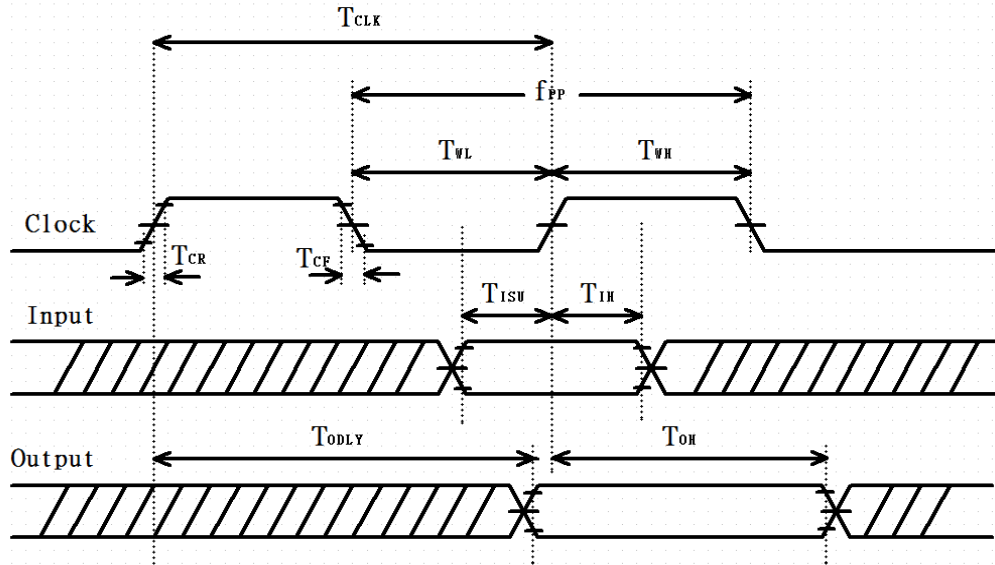 TCLK
fPP
TWL
TWH
Clock
TCR
TCF
TISU
TIH
Input
TODLY
TOH
Output